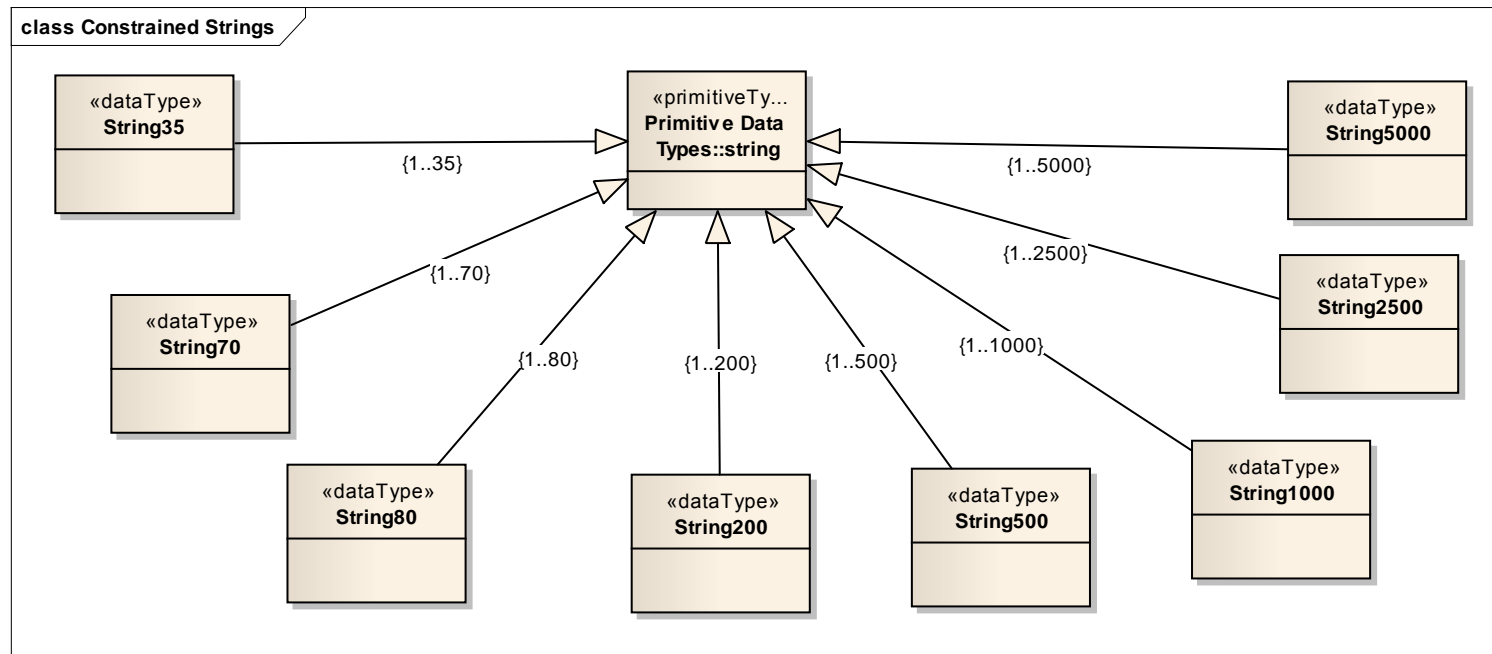 class Constrained Strings
«dataType»
String35
{1..35}
«primitiveTy...
Primitive Data
Types::string
«dataType»
String5000
{1..5000}
«dataType»
String70
{1..70}
«dataType»
String2500
{1..2500}
«dataType»
String80
{1..80}
«dataType»
String200
{1..200}
«dataType»
String500
{1..500}
«dataType»
String1000
{1..1000}